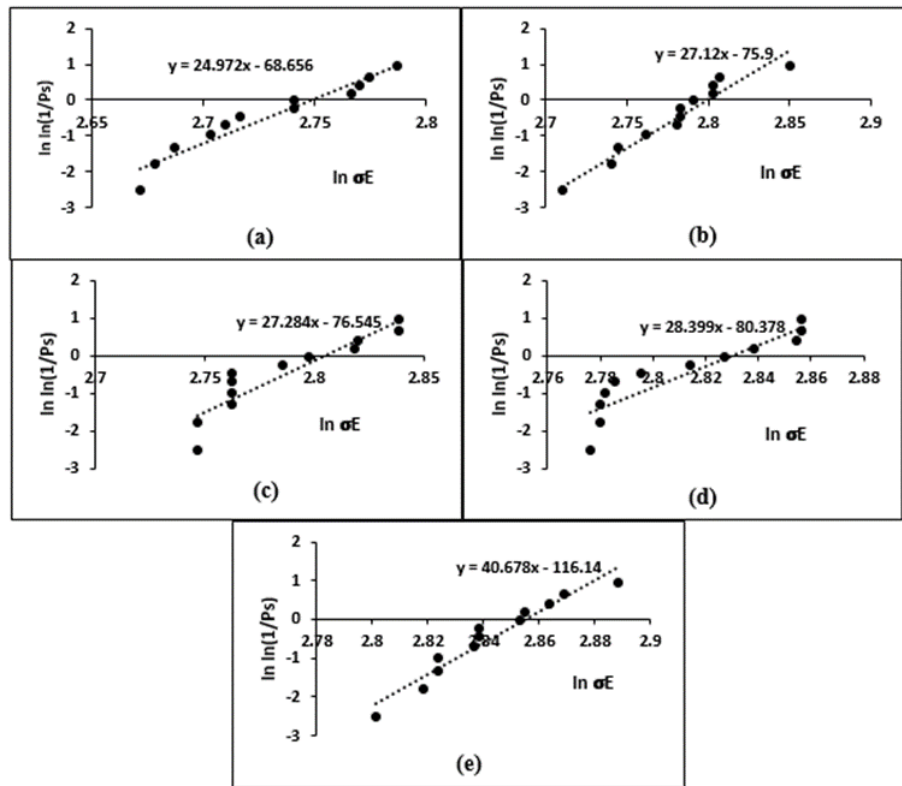 2
1
y = 24.972x - 68.656
0
2.65 2.7 2.75 2.8
-1
-2
-3
ln ln(1/Ps)
ln σE
(a)
2
1
y = 27.12x - 75.9
0
2.7 2.75 2.8 2.85 2.9
-1
-2
-3
ln ln(1/Ps)
ln σE
(b)
2
1
y = 27.284x - 76.545
0
2.7 2.75 2.8 2.85
-1
-2
-3
ln ln(1/Ps)
ln σE
(c)
2
1
y = 28.399x - 80.378
0
2.76 2.78 2.8 2.82 2.84 2.86 2.88
-1
-2
-3
ln ln(1/Ps)
ln σE
(d)
2
y = 40.678x - 116.14
1
0
2.78 2.8 2.82 2.84 2.86 2.88 2.9
-1
-2
-3
ln ln(1/Ps)
ln σE
(e)